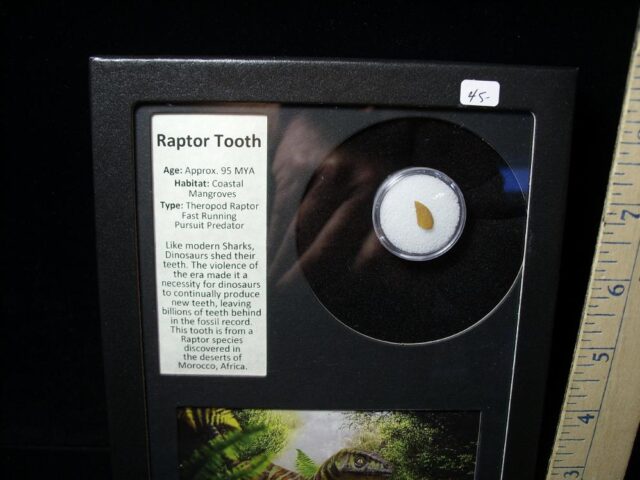 45-
Raptor Tooth
Age: Approx. 95 MYA
Habitat: Coastal
Mangroves
Type: Theropod Raptor
Fast Running
Pursuit Predator
Like modern Sharks,
Dinosaurs shed their
teeth. The violence of
the era made it a
necessity for dinosaurs
to continually produce
new teeth, leaving
billions of teeth behind
in the fossil record.
This tooth is from a
Raptor species
discovered in
the deserts of
Morocco, Africa.
7
6
5
4